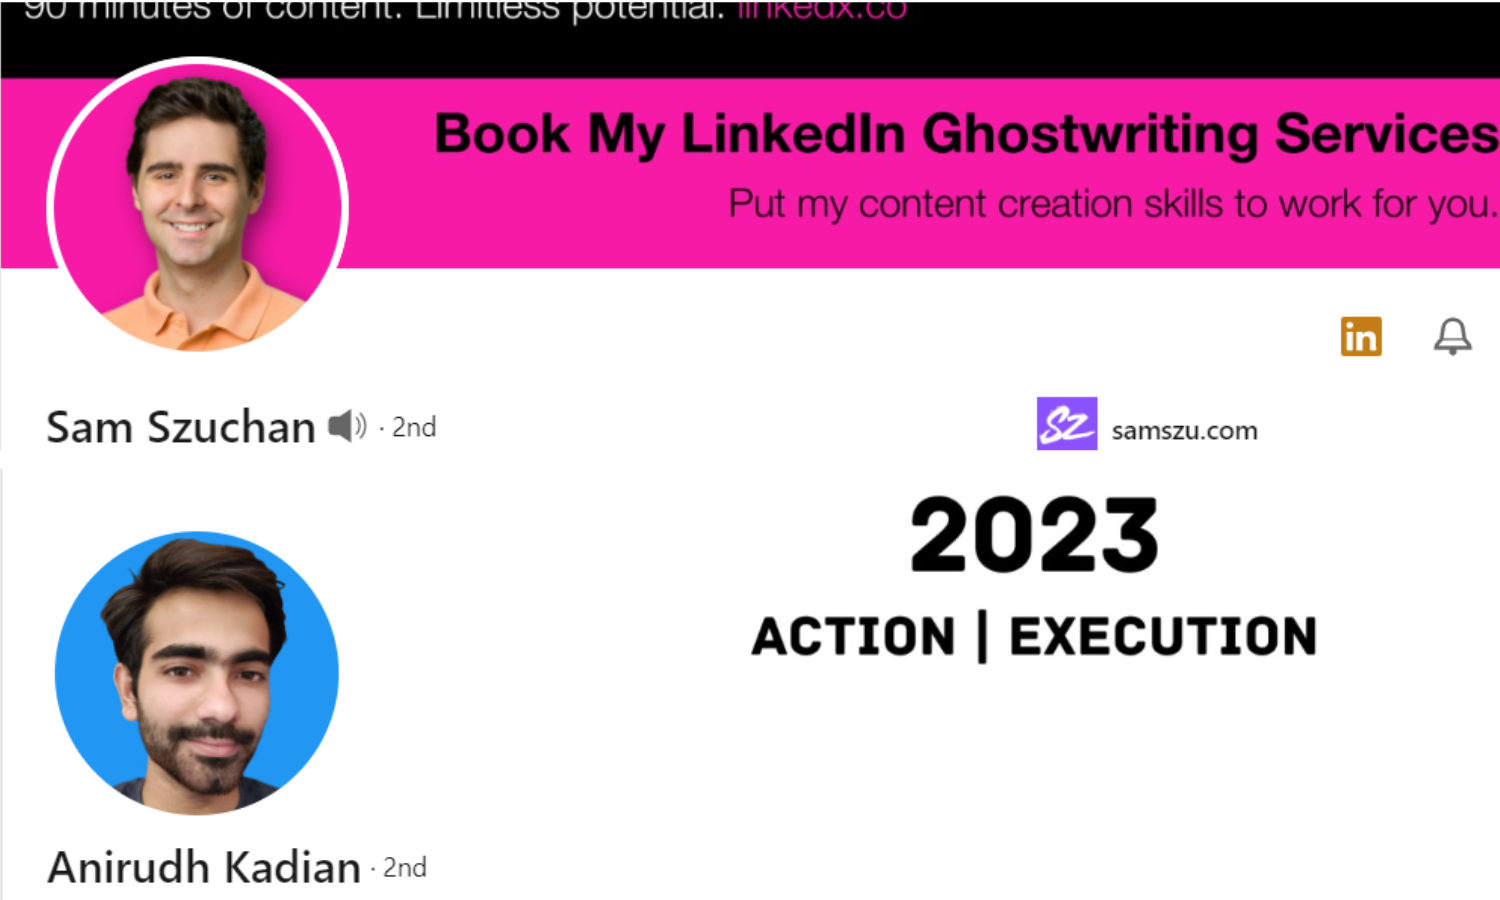 90 minutes of content. Limitless potential. linkedx.co
Book My LinkedIn Ghostwriting Services
Put my content creation skills to work for you.
in
Sam Szuchan · 2nd
SZ samszu.com
2023
ACTION | EXECUTION
Anirudh Kadian · 2nd